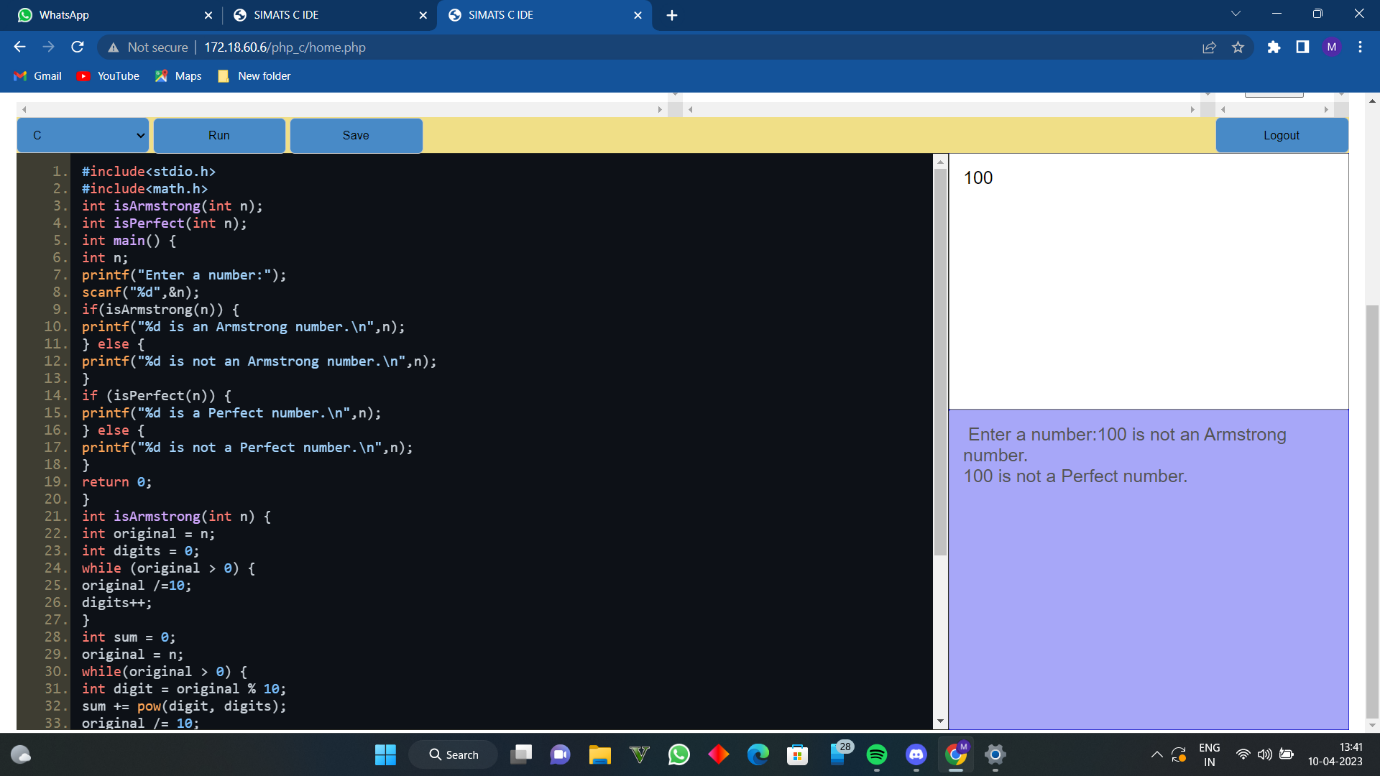 WhatsApp
SIMATS C IDE
SIMATS C IDE
Not secure
172.18.60.6/php_c/home.php
M
Gmail
YouTube
Maps
New folder
C
Run
Save
Logout
1. #include<stdio.h>
2. #include<math.h>
3. int isArmstrong(int n);
4. int isPerfect(int n);
5. int main() {
6. int n;
7. printf("Enter a number:");
8. scanf("%d",&n);
9. if(isArmstrong(n)) {
10. printf("%d is an Armstrong number.\n",n);
11. } else {
12. printf("%d is not an Armstrong number.\n",n);
13. }
14. if (isPerfect(n)) {
15. printf("%d is a Perfect number.\n",n);
16. } else {
17. printf("%d is not a Perfect number.\n",n);
18. }
19. return 0;
20. }
21. int isArmstrong(int n) {
22. int original = n;
23. int digits = 0;
24. while (original > 0) {
25. original /=10;
26. digits++;
27. }
28. int sum = 0;
29. original = n;
30. while(original > 0) {
31. int digit = original % 10;
32. sum += pow(digit, digits);
33. original /= 10;
100
Enter a number:100 is not an Armstrong
number.
100 is not a Perfect number.
Search
28
M
ENG
IN
13:41
10-04-2023